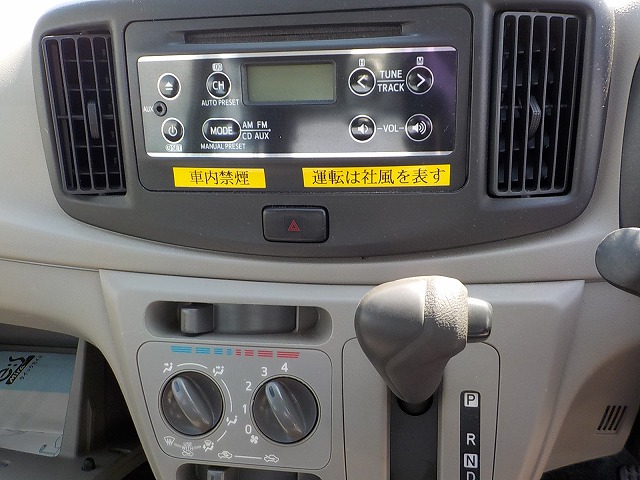 CH
AUTO PRESET
AUX
MODE
AM FM
CD AUX
MANUAL PRESET
TUNE
TRACK
-VOL-
車内禁煙
運転は社風を表す
0 1 2 3 4
P
R
N
D